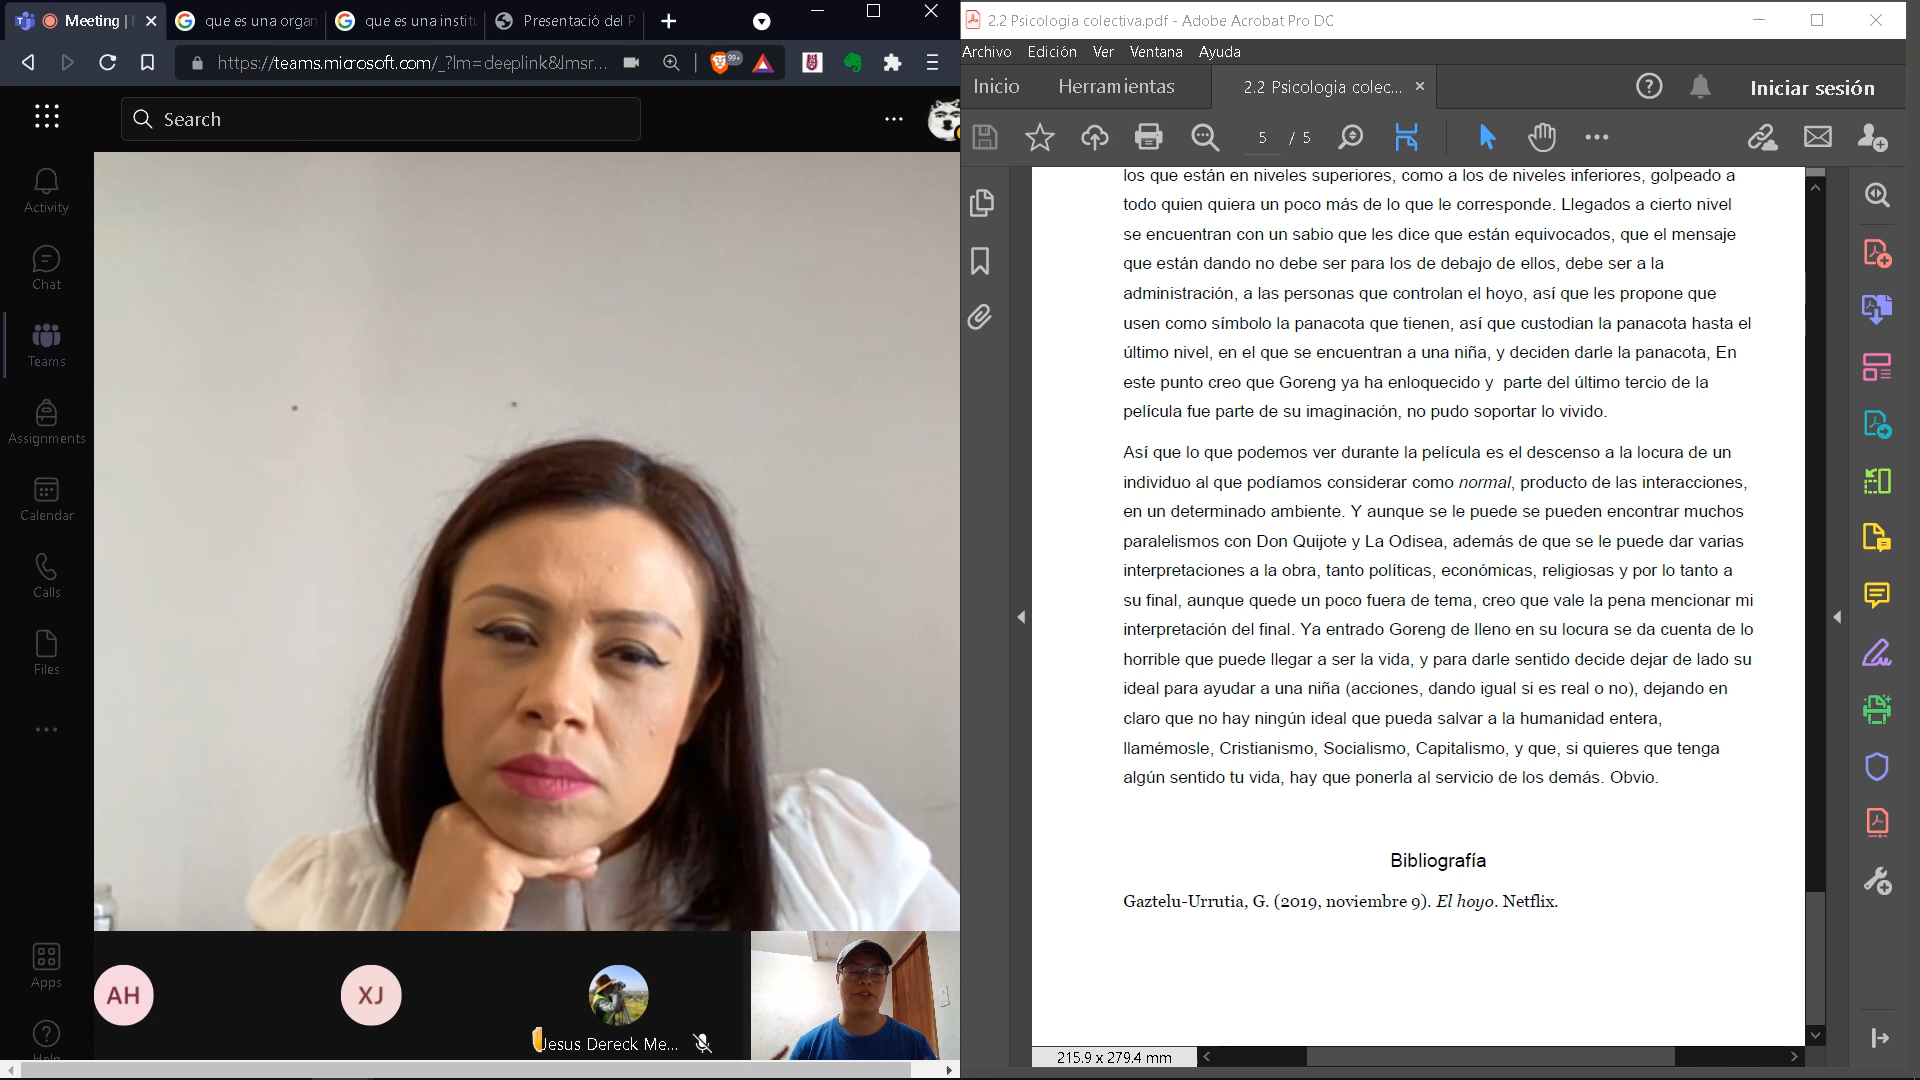 Meeting |
que es una organ
que es una institu
Presentació del P
https://teams.microsoft.com/_?lm=deeplink&lmsr...
99+
Search
Activity
Chat
Teams
Assignments
Calendar
Calls
Files
Apps
Help
AH
XJ
Jesus Dereck Me...
2.2 Psicologia colectiva.pdf - Adobe Acrobat Pro DC
Archivo Edición Ver Ventana Ayuda
Inicio Herramientas 2.2 Psicologia colec... × Iniciar sesión
5 / 5
los que están en niveles superiores, como a los de niveles inferiores, golpeado a
todo quien quiera un poco más de lo que le corresponde. Llegados a cierto nivel
se encuentran con un sabio que les dice que están equivocados, que el mensaje
que están dando no debe ser para los de debajo de ellos, debe ser a la
administración, a las personas que controlan el hoyo, así que les propone que
usen como símbolo la panacota que tienen, así que custodian la panacota hasta el
último nivel, en el que se encuentran a una niña, y deciden darle la panacota, En
este punto creo que Goreng ya ha enloquecido y parte del último tercio de la
película fue parte de su imaginación, no pudo soportar lo vivido.
Así que lo que podemos ver durante la película es el descenso a la locura de un
individuo al que podíamos considerar como normal, producto de las interacciones,
en un determinado ambiente. Y aunque se le puede se pueden encontrar muchos
paralelismos con Don Quijote y La Odisea, además de que se le puede dar varias
interpretaciones a la obra, tanto políticas, económicas, religiosas y por lo tanto a
su final, aunque quede un poco fuera de tema, creo que vale la pena mencionar mi
interpretación del final. Ya entrado Goreng de lleno en su locura se da cuenta de lo
horrible que puede llegar a ser la vida, y para darle sentido decide dejar de lado su
ideal para ayudar a una niña (acciones, dando igual si es real o no), dejando en
claro que no hay ningún ideal que pueda salvar a la humanidad entera,
llamémosle, Cristianismo, Socialismo, Capitalismo, y que, si quieres que tenga
algún sentido tu vida, hay que ponerla al servicio de los demás. Obvio.
Bibliografía
Gaztelu-Urrutia, G. (2019, noviembre 9). El hoyo. Netflix.
215.9 x 279.4 mm